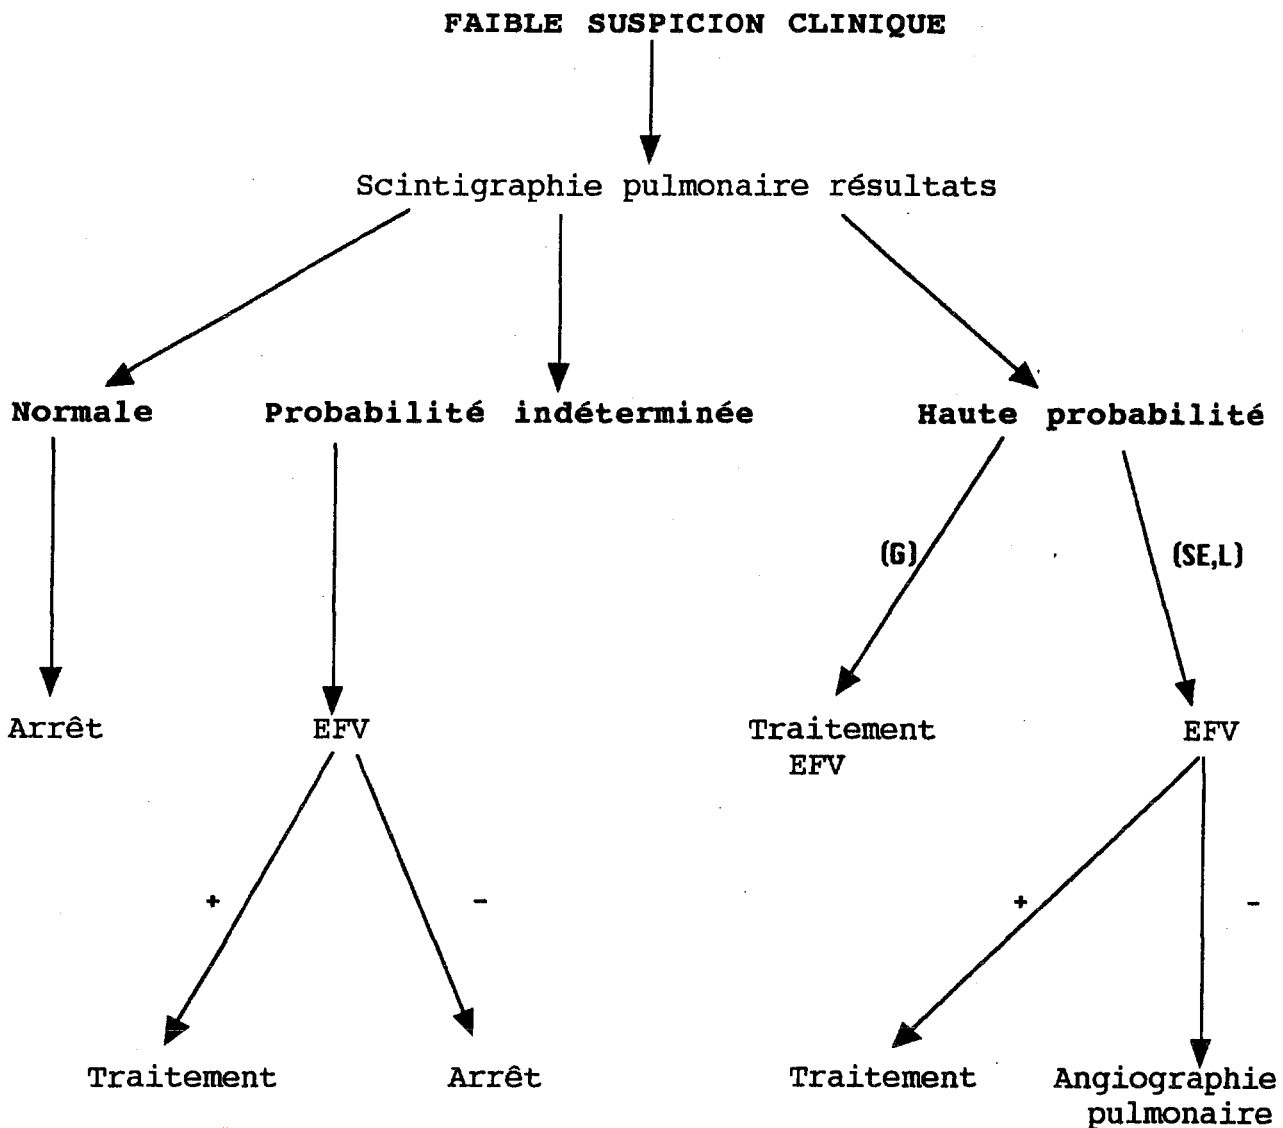 FAIBLE SUSPICION CLINIQUE
Scintigraphie pulmonaire résultats
Normale Probabilité indéterminée Haute probabilité
(G) (SE,L)
Arrêt EFV Traitement EFV
EFV
+ - + -
Traitement Arrêt Traitement Angiographie
pulmonaire